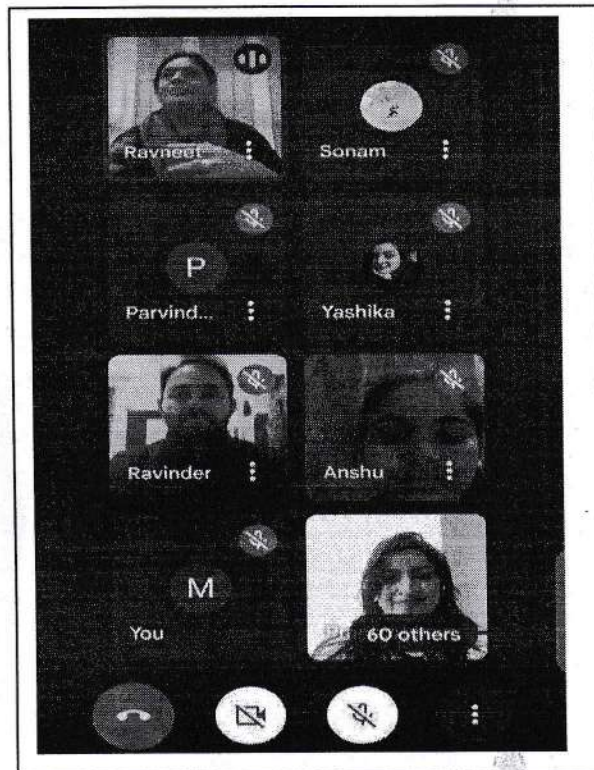 Ravneet
Sonam
P
Parvind...
Yashika
Ravinder
Anshu
M
You
60 others